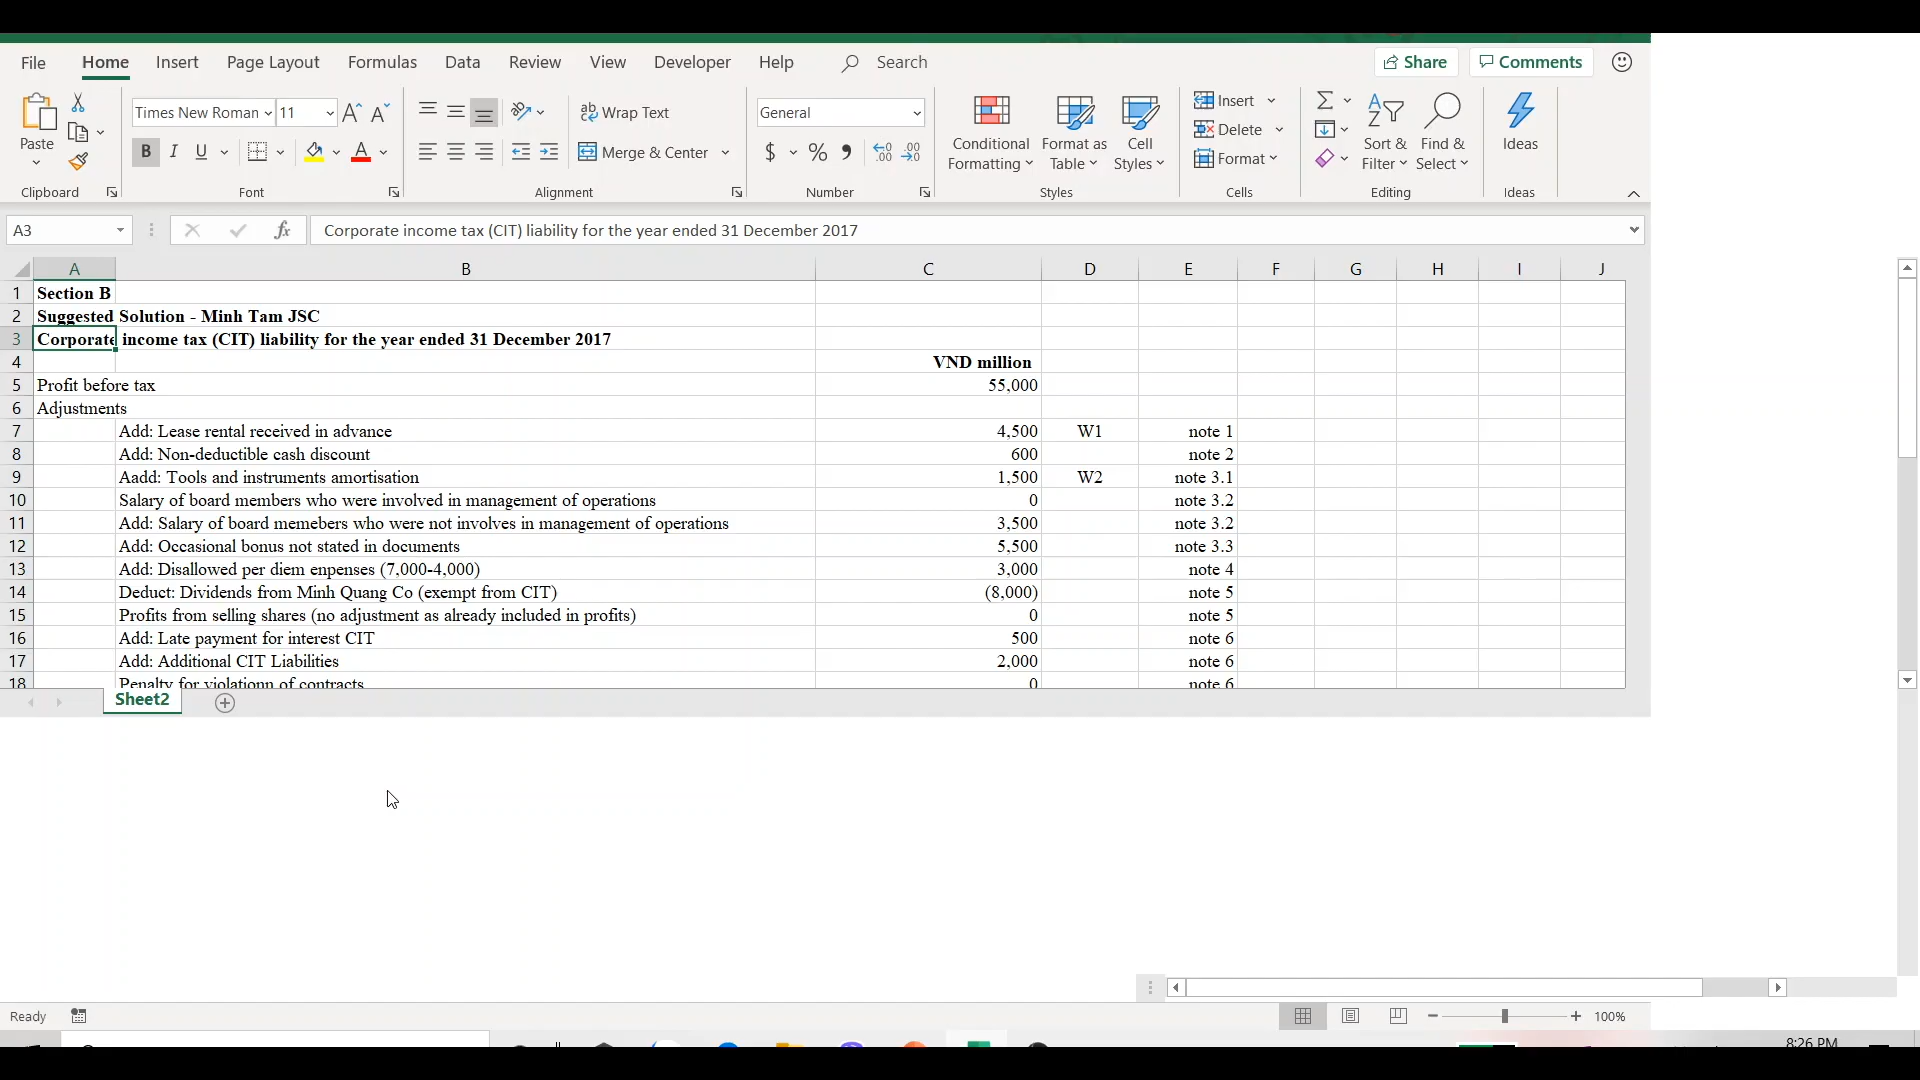 File Home Insert Page Layout Formulas Data Review View Developer Help Search Share Comments
Times New Roman 11 Wrap Text General Insert
Paste Conditional Format as Cell Delete Sort & Find & Ideas
B I U A Merge & Center $ % Formatting Table Styles Format Filter Select
Clipboard Font Alignment Number Styles Cells Editing Ideas
A3 fx Corporate income tax (CIT) liability for the year ended 31 December 2017
A B C D E F G H I J
1 Section B
2 Suggested Solution - Minh Tam JSC
3 Corporate income tax (CIT) liability for the year ended 31 December 2017
4 VND million
5 Profit before tax 55,000
6 Adjustments
7 Add: Lease rental received in advance 4,500 W1 note 1
8 Add: Non-deductible cash discount 600 note 2
9 Aadd: Tools and instruments amortisation 1,500 W2 note 3.1
10 Salary of board members who were involved in management of operations 0 note 3.2
11 Add: Salary of board memebers who were not involves in management of operations 3,500 note 3.2
12 Add: Occasional bonus not stated in documents 5,500 note 3.3
13 Add: Disallowed per diem enpenses (7,000-4,000) 3,000 note 4
14 Deduct: Dividends from Minh Quang Co (exempt from CIT) (8,000) note 5
15 Profits from selling shares (no adjustment as already included in profits) 0 note 5
16 Add: Late payment for interest CIT 500 note 6
17 Add: Additional CIT Liabilities 2,000 note 6
18 Penalty for violationn of contracts 0 note 6
Sheet2
Ready 100%
8:26 PM